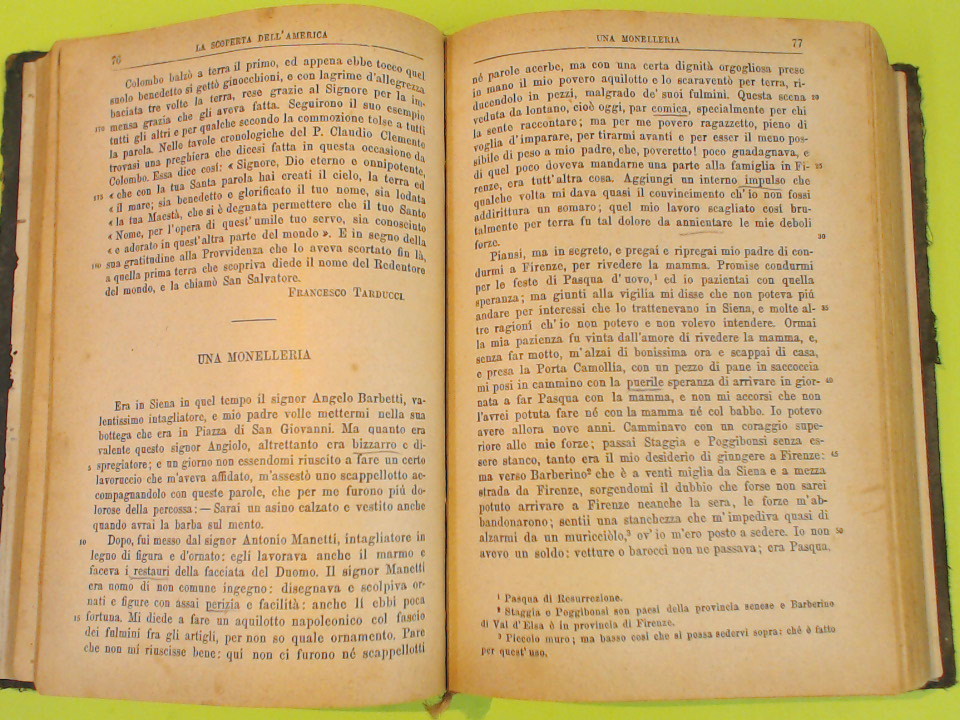 76
LA SCOPERTA DELL'AMERICA
Colombo balzò a terra il primo, ed appena ebbe tocco quel
suolo benedetto si gettò ginocchioni, e con lagrime d'allegrezza
baciata tre volte la terra, rese grazie al Signore per la im-
170 mensa grazia che gli aveva fatta. Seguirono il suo esempio
tutti gli altri e per qualche secondo la commozione tolse a tutti
la parola. Nelle tavole cronologiche del P. Claudio Clemente
trovasi una preghiera che dicesi fatta in questa occasione da
Colombo. Essa dice così: « Signore, Dio eterno e onnipotente,
175 « che con la tua Santa parola hai creati il cielo, la terra ed
« il mare; sia benedetto e glorificato il tuo nome, sia lodata
« la tua Maestà, che si è degnata permettere che il tuo Santo
« Nome, per l'opera di quest'umile tuo servo, sia conosciuto
« e adorato in quest'altra parte del mondo ». E in segno della
180 sua gratitudine alla Provvidenza che lo aveva scortato fin là,
a quella prima terra che scopriva diede il nome del Redentore
del mondo, e la chiamò San Salvatore.
FRANCESCO TARDUCCI.
UNA MONELLERIA
Era in Siena in quel tempo il signor Angelo Barbetti, va-
lentissimo intagliatore, e mio padre volle mettermi nella sua
bottega che era in Piazza di San Giovanni. Ma quanto era
valente questo signor Angiolo, altrettanto era bizzarro e di-
5 spregiatore; e un giorno non essendomi riuscito a fare un certo
lavoruccio che m'aveva affidato, m'assestò uno scappellotto ac-
compagnandolo con queste parole, che per me furono più do-
lorose della percossa: — Sarai un asino calzato e vestito anche
quando avrai la barba sul mento.
10 Dopo, fui messo dal signor Antonio Manetti, intagliatore in
legno di figura e d'ornato: egli lavorava anche il marmo e
faceva i restauri della facciata del Duomo. Il signor Manetti
era nomo di non comune ingegno: disegnava e scolpiva or-
nati e figure con assai perizia e facilità: anche lì ebbi poca
15 fortuna. Mi diede a fare un aquilotto napoleonico col fascio
dei fulmini fra gli artigli, per non so quale ornamento. Pare
che non mi riuscisse bene: qui non ci furono né scappellotti
UNA MONELLERIA
77
né parole acerbe, ma con una certa dignità orgogliosa prese
in mano il mio povero aquilotto e lo scaraventò per terra, ri-
ducendolo in pezzi, malgrado de' suoi fulmini. Questa scena 20
veduta da lontano, cioè oggi, par comica, specialmente per chi
la sente raccontare; ma per me povero ragazzetto, pieno di
voglia d'imparare, per tirarmi avanti e per esser il meno pos-
sibile di peso a mio padre, che, poveretto! poco guadagnava, e
di quel poco doveva mandarne una parte alla famiglia in Fi- 25
renze, era tutt'altra cosa. Aggiungi un interno impulso che
qualche volta mi dava quasi il convincimento ch'io non fossi
addirittura un somaro; quel mio lavoro scagliato così bru-
talmente per terra fu tal dolore da annientare le mie deboli
forze. 30
Piansi, ma in segreto, e pregai e ripregai mio padre di con-
durmi a Firenze, per rivedere la mamma. Promise condurmi
per le feste di Pasqua d'uovo,¹ ed io pazientai con quella
speranza; ma giunti alla vigilia mi disse che non poteva più
andare per interessi che lo trattenevano in Siena, e molte al- 35
tre ragioni ch'io non potevo e non volevo intendere. Ormai
la mia pazienza fu vinta dall'amore di rivedere la mamma, e,
senza far motto, m'alzai di bonissima ora e scappai di casa,
e presa la Porta Camollia, con un pezzo di pane in saccoccia
mi posi in cammino con la puerile speranza di arrivare in gior- 40
nata a far Pasqua con la mamma, e non mi accorsi che non
l'avrei potuta fare né con la mamma né col babbo. Io potevo
avere allora nove anni. Camminavo con un coraggio supe-
riore alle mie forze; passai Staggia e Poggibonsi senza es-
sere stanco, tanto era il mio desiderio di giungere a Firenze: 45
ma verso Barberino² che è a venti miglia da Siena e a mezza
strada da Firenze, sorgendomi il dubbio che forse non sarei
potuto arrivare a Firenze neanche la sera, le forze m'ab-
bandonarono; sentii una stanchezza che m'impediva quasi di
alzarmi da un muricciòlo,³ ov'io m'ero posto a sedere. Io non 50
avevo un soldo: vetture o barocci non ne passava; era Pasqua,
¹ Pasqua di Resurrezione.
² Staggia e Poggibonsi son paesi della provincia senese e Barberino
di Val d'Elsa è in provincia di Firenze.
³ Piccolo muro; ma basso così che si possa sedervi sopra: ché è fatto
per quest'uso.